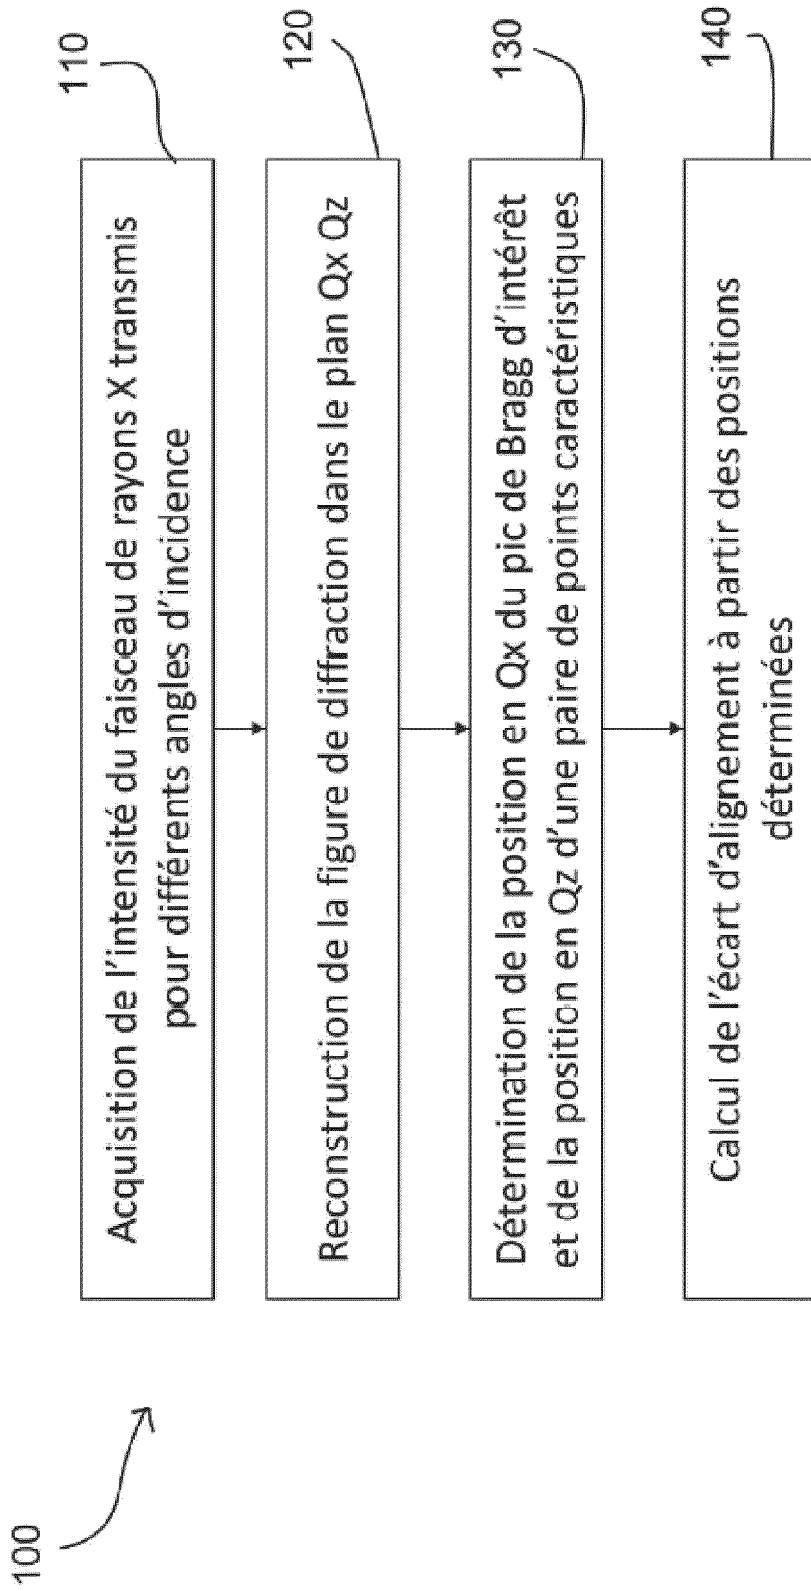 100
110
Acquisition de l'intensité du faisceau de rayons X transmis
pour différents angles d'incidence
120
Reconstruction de la figure de diffraction dans le plan Qx Qz
130
Détermination de la position en Qx du pic de Bragg d'intérêt
et de la position en Qz d'une paire de points caractéristiques
140
Calcul de l'écart d'alignement à partir des positions
déterminées